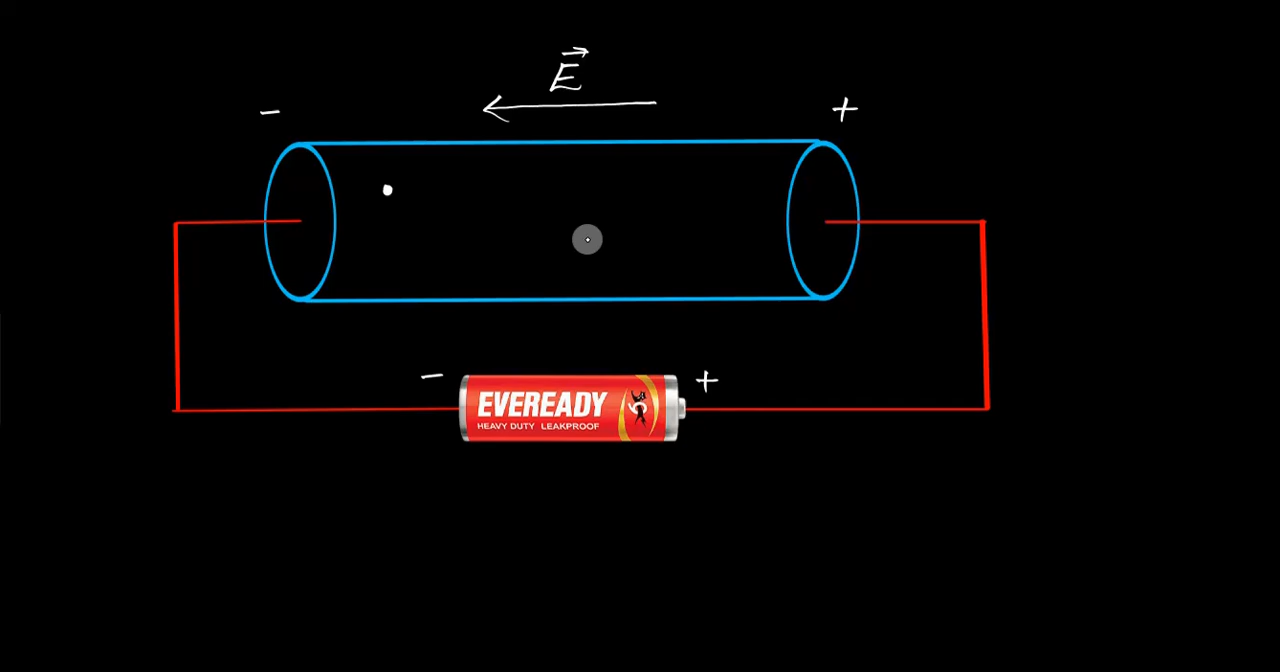 E
- +
- +
EVEREADY
HEAVY DUTY LEAKPROOF